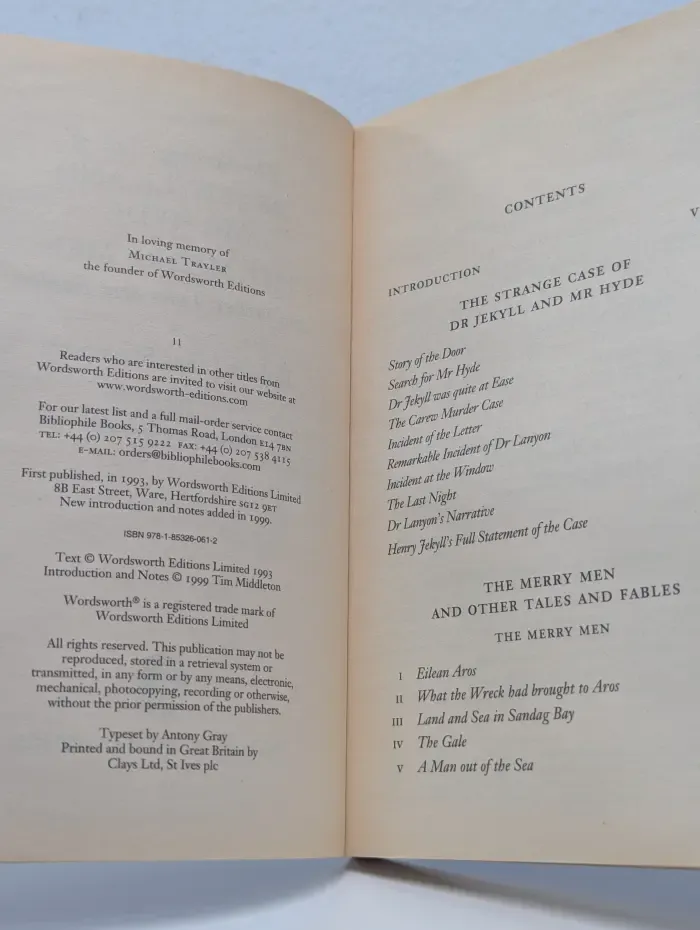 In loving memory of
MICHAEL TRAYLER
the founder of Wordsworth Editions
11
Readers who are interested in other titles from
Wordsworth Editions are invited to visit our website at
www.wordsworth-editions.com
For our latest list and a full mail-order service contact
Bibliophile Books, 5 Thomas Road, London E14 7BN
TEL: +44 (0) 207 515 9222 FAX: +44 (0) 207 538 4115
E-MAIL: orders@bibliophilebooks.com
First published, in 1993, by Wordsworth Editions Limited
8B East Street, Ware, Hertfordshire SG12 9ET
New introduction and notes added in 1999.
ISBN 978-1-85326-061-2
Text © Wordsworth Editions Limited 1993
Introduction and Notes © 1999 Tim Middleton
Wordsworth® is a registered trade mark of
Wordsworth Editions Limited
All rights reserved. This publication may not be
reproduced, stored in a retrieval system or
transmitted, in any form or by any means, electronic,
mechanical, photocopying, recording or otherwise,
without the prior permission of the publishers.
Typeset by Antony Gray
Printed and bound in Great Britain by
Clays Ltd, St Ives plc
CONTENTS
INTRODUCTION V
THE STRANGE CASE OF
DR JEKYLL AND MR HYDE
Story of the Door
Search for Mr Hyde
Dr Jekyll was quite at Ease
The Carew Murder Case
Incident of the Letter
Remarkable Incident of Dr Lanyon
Incident at the Window
The Last Night
Dr Lanyon's Narrative
Henry Jekyll's Full Statement of the Case
THE MERRY MEN
AND OTHER TALES AND FABLES
THE MERRY MEN
I Eilean Aros
II What the Wreck had brought to Aros
III Land and Sea in Sandag Bay
IV The Gale
V A Man out of the Sea